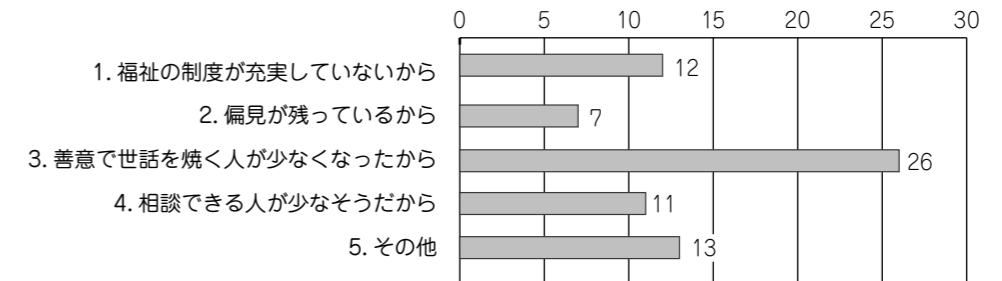 0 5 10 15 20 25 30
1. 福祉の制度が充実していないから 12
2. 偏見が残っているから 7
3. 善意で世話を焼く人が少なくなったから 26
4. 相談できる人が少なそうだから 11
5. その他 13